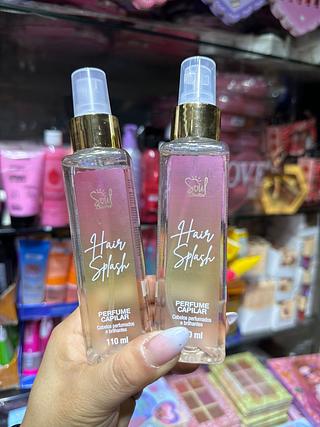 Soul
Hair
Splash
PERFUME
CAPILAR
Cabelos perfumados
e brilhantes
110 ml
Soul
Hair
Splash
PERFUME
CAPILAR
Cabelos perfumados
e brilhantes
ml
LOVE